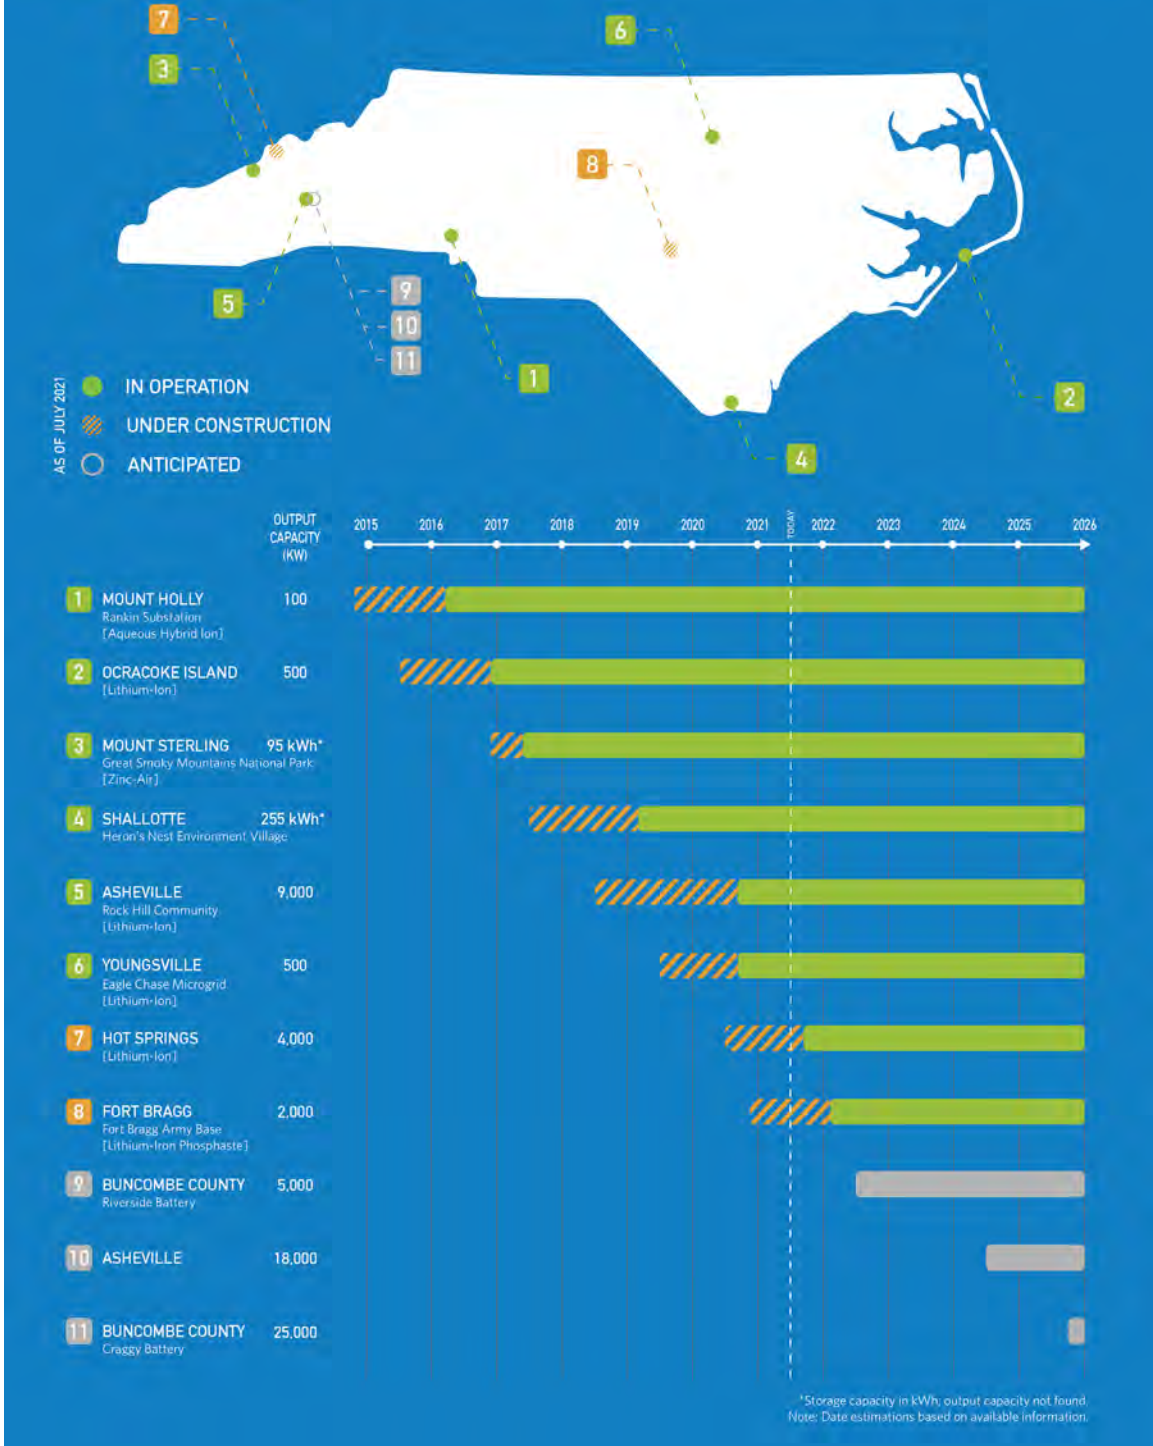 7
6
3
8
5
9
10
11
1
2
4
AS OF JULY 2021
IN OPERATION
UNDER CONSTRUCTION
ANTICIPATED
OUTPUT
CAPACITY
(KW)
2015 2016 2017 2018 2019 2020 2021 TODAY 2022 2023 2024 2025 2026
1 MOUNT HOLLY 100
Rankin Substation
[Aqueous Hybrid Ion]
2 OCRACOKE ISLAND 500
[Lithium-Ion]
3 MOUNT STERLING 95 kWh*
Great Smoky Mountains National Park
[Zinc-Air]
4 SHALLOTTE 255 kWh*
Heron's Nest Environment Village
5 ASHEVILLE 9,000
Rock Hill Community
[Lithium-Ion]
6 YOUNGSVILLE 500
Eagle Chase Microgrid
[Lithium-Ion]
7 HOT SPRINGS 4,000
[Lithium-Ion]
8 FORT BRAGG 2,000
Fort Bragg Army Base
[Lithium-Iron Phosphaste]
9 BUNCOMBE COUNTY 5,000
Riverside Battery
10 ASHEVILLE 18,000
11 BUNCOMBE COUNTY 25,000
Craggy Battery
*Storage capacity in kWh; output capacity not found.
Note: Date estimations based on available information.